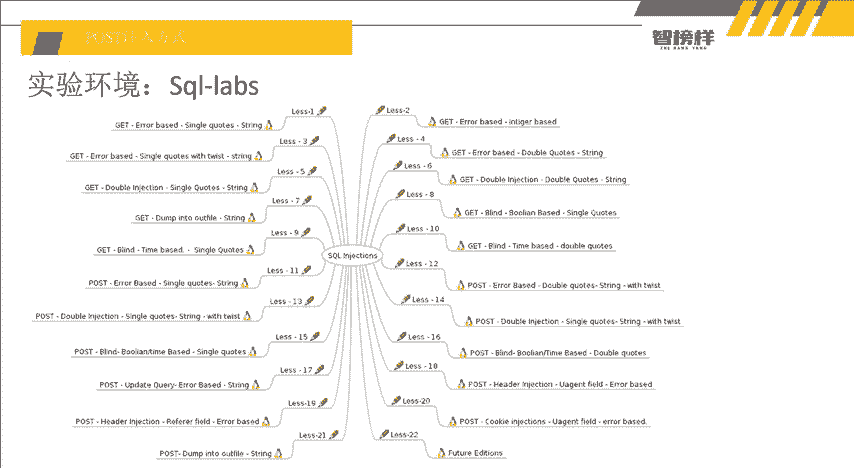 智榜样
ZHI BANG YANG
实验环境：Sql-labs
Less-1
GET - Error based - Single quotes - String
Less - 3
GET - Error based - Single quotes with twist - string
Less - 5
GET - Double Injection - Single Quotes - String
Less - 7
GET - Dump into outfile - String
Less - 9
GET - Blind - Time based. - Single Quotes
Less - 11
POST - Error Based - Single quotes- String
Less - 13
POST - Double Injection - Single quotes- String - with twist
Less - 15
POST - Blind- Boolian/time Based - Single quotes
Less - 17
POST - Update Query- Error Based - String
Less-19
POST - Header Injection - Referer field - Error based
Less-21
POST- Dump into outfile - String
SQL Injections
Less-2
GET - Error based - Intiger based
Less - 4
GET - Error based - Double Quotes - String
Less - 6
GET - Double Injection - Double Quotes - String
Less - 8
GET - Blind - Boolian Based - Single Quotes
Less - 10
GET - Blind - Time based - double quotes
Less - 12
POST - Error Based - Double quotes- String - with twist
Less - 14
POST - Double Injection - Single quotes- String - with twist
Less - 16
POST - Blind- Boolian/Time Based - Double quotes
Less - 18
POST - Header Injection - Uagent field - Error based
Less-20
POST - Cookie injections - Uagent field - error based.
Less-22
Future Editions